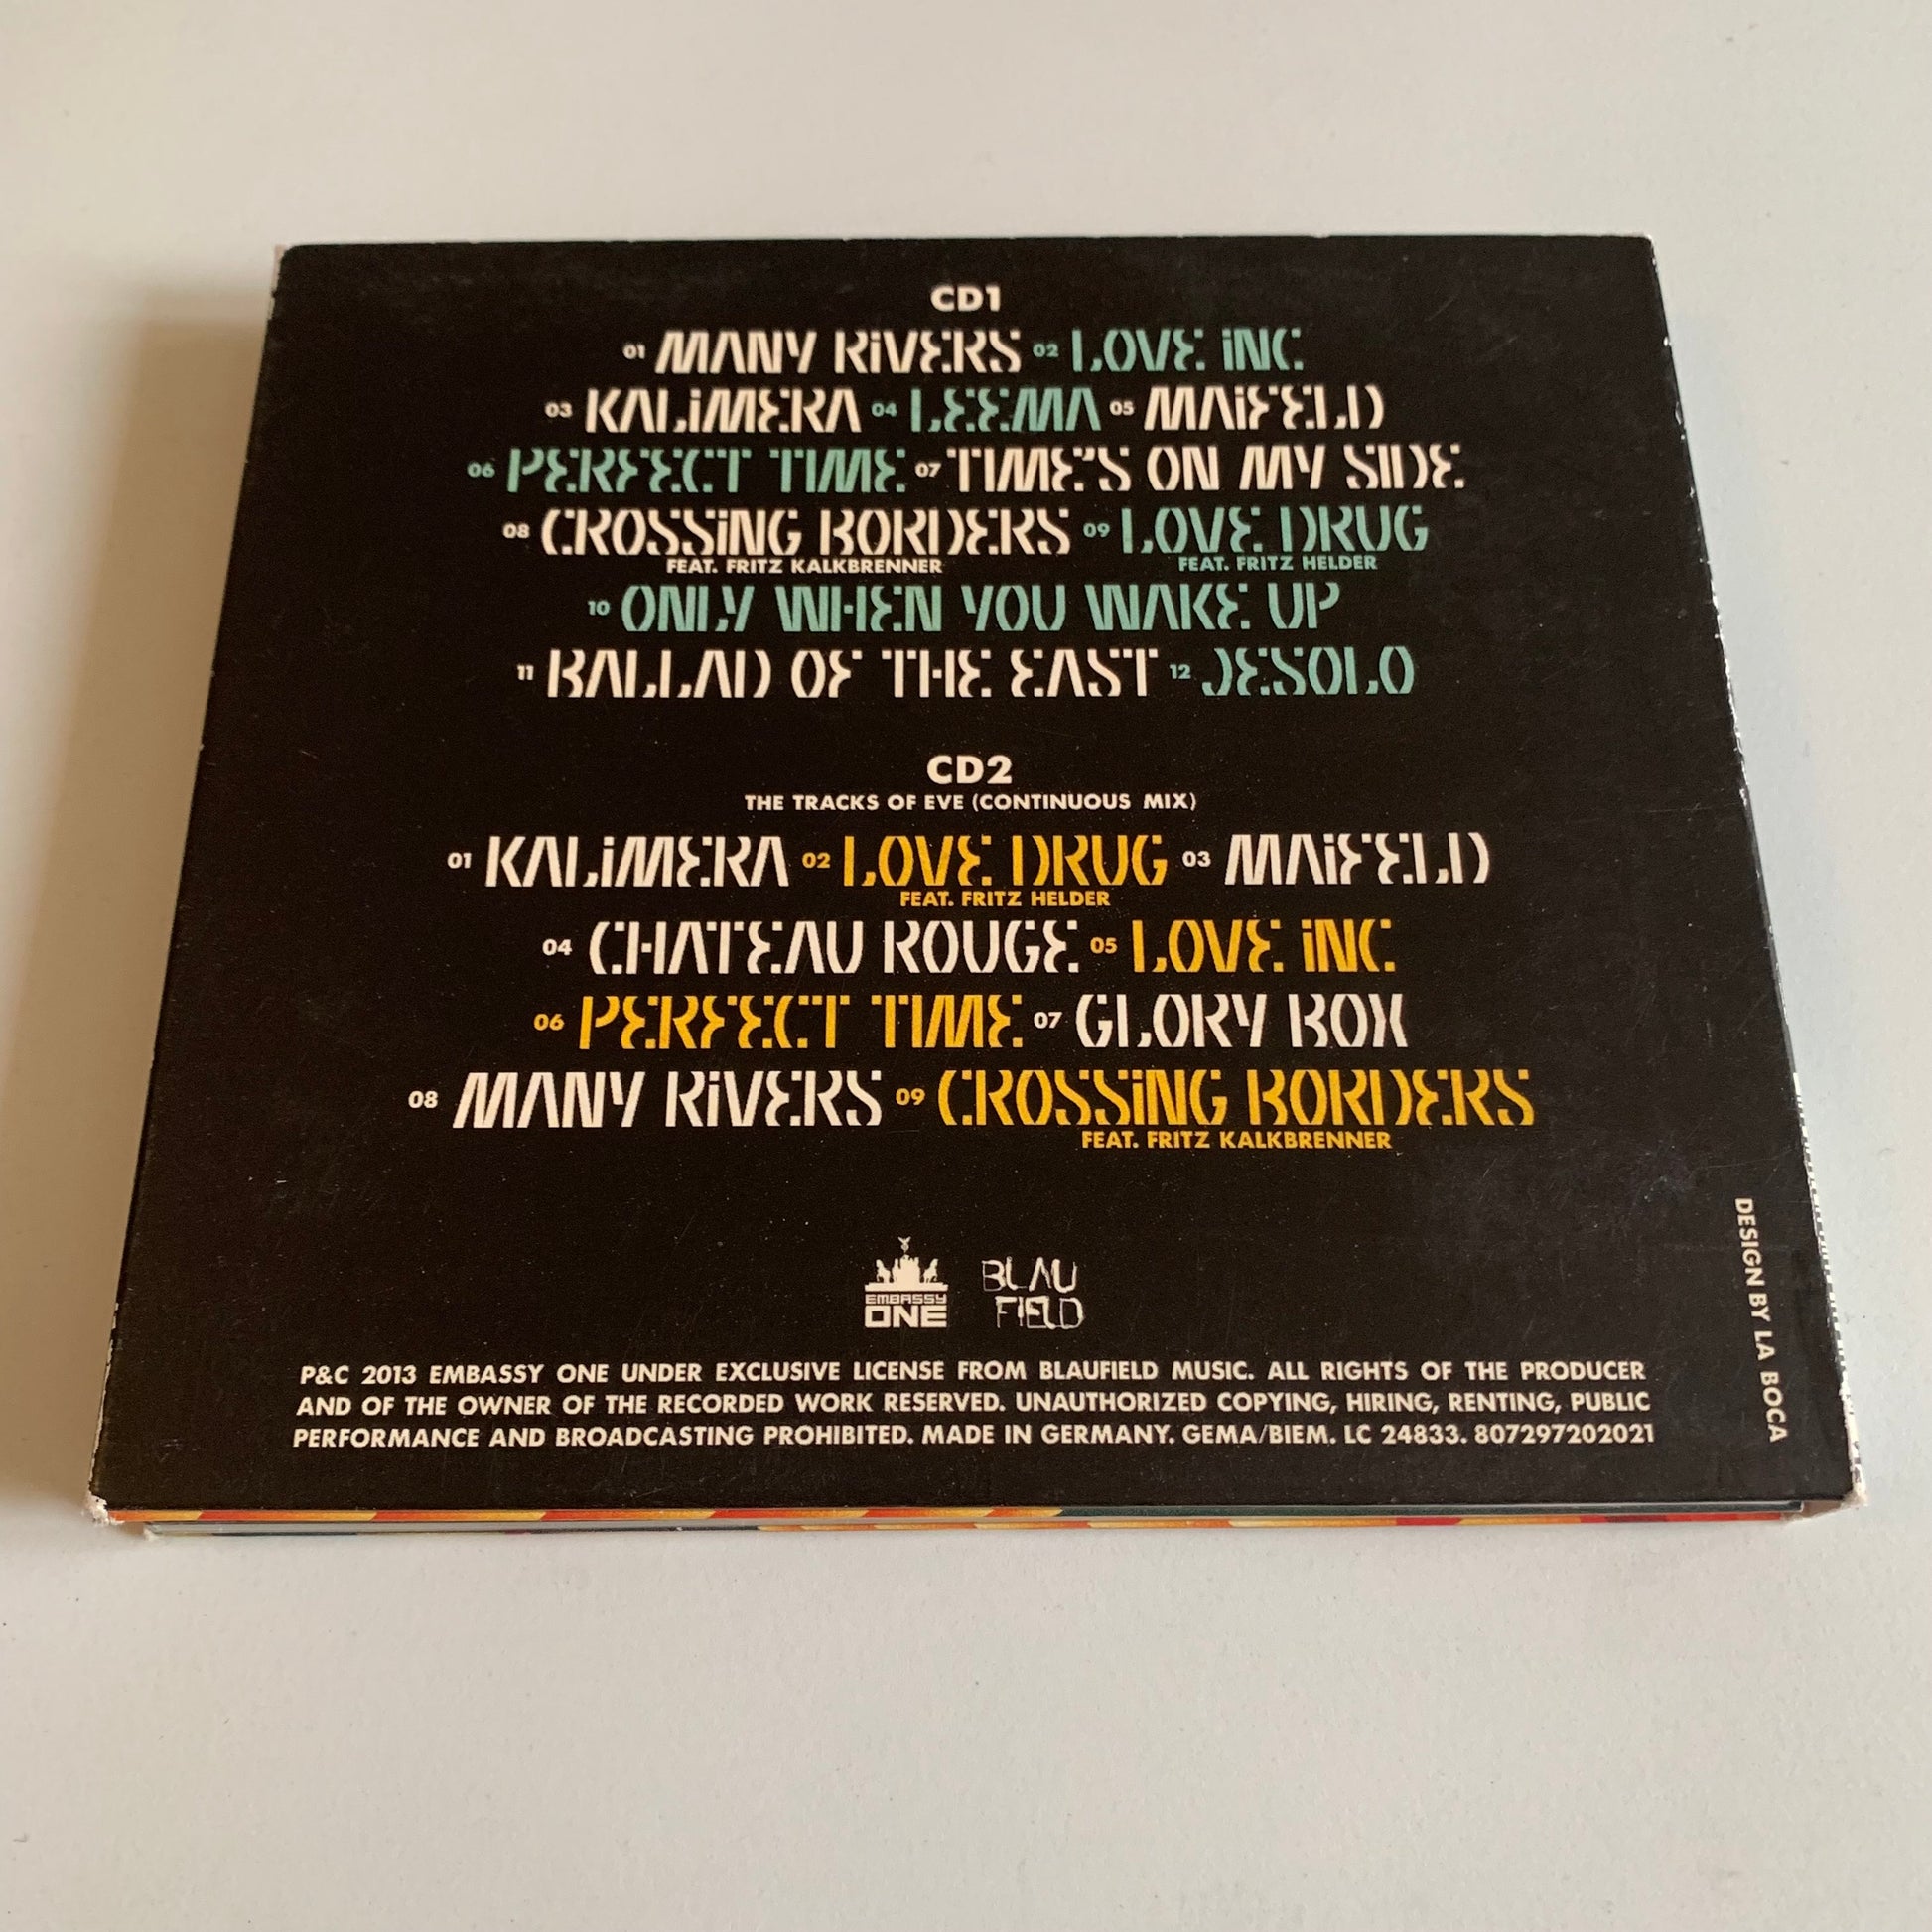 CD1
01 MANY RiVERS 02 LOVE iNC
03 KALiMERA 04 LEEMA 05 MAiFELD
06 PERFECT TIME 07 TIME'S ON MY SIDE
08 CROSSiNG BORDERS 09 LOVE DRUG
FEAT. FRITZ KALKBRENNER FEAT. FRITZ HELDER
10 ONLY WHEN YOU WAKE UP
11 BALLAD OF THE EAST 12 JESOLO
CD2
THE TRACKS OF EVE (CONTINUOUS MIX)
01 KALiMERA 02 LOVE DRUG 03 MAiFELD
FEAT. FRITZ HELDER
04 CHATEAU ROUGE 05 LOVE iNC
06 PERFECT TIME 07 GLORY BOX
08 MANY RiVERS 09 CROSSiNG BORDERS
FEAT. FRITZ KALKBRENNER
EMBASSY
ONE
BLAU
FIELD
P&C 2013 EMBASSY ONE UNDER EXCLUSIVE LICENSE FROM BLAUFIELD MUSIC. ALL RIGHTS OF THE PRODUCER
AND OF THE OWNER OF THE RECORDED WORK RESERVED. UNAUTHORIZED COPYING, HIRING, RENTING, PUBLIC
PERFORMANCE AND BROADCASTING PROHIBITED. MADE IN GERMANY. GEMA/BIEM. LC 24833. 807297202021
DESIGN BY LA BOCA